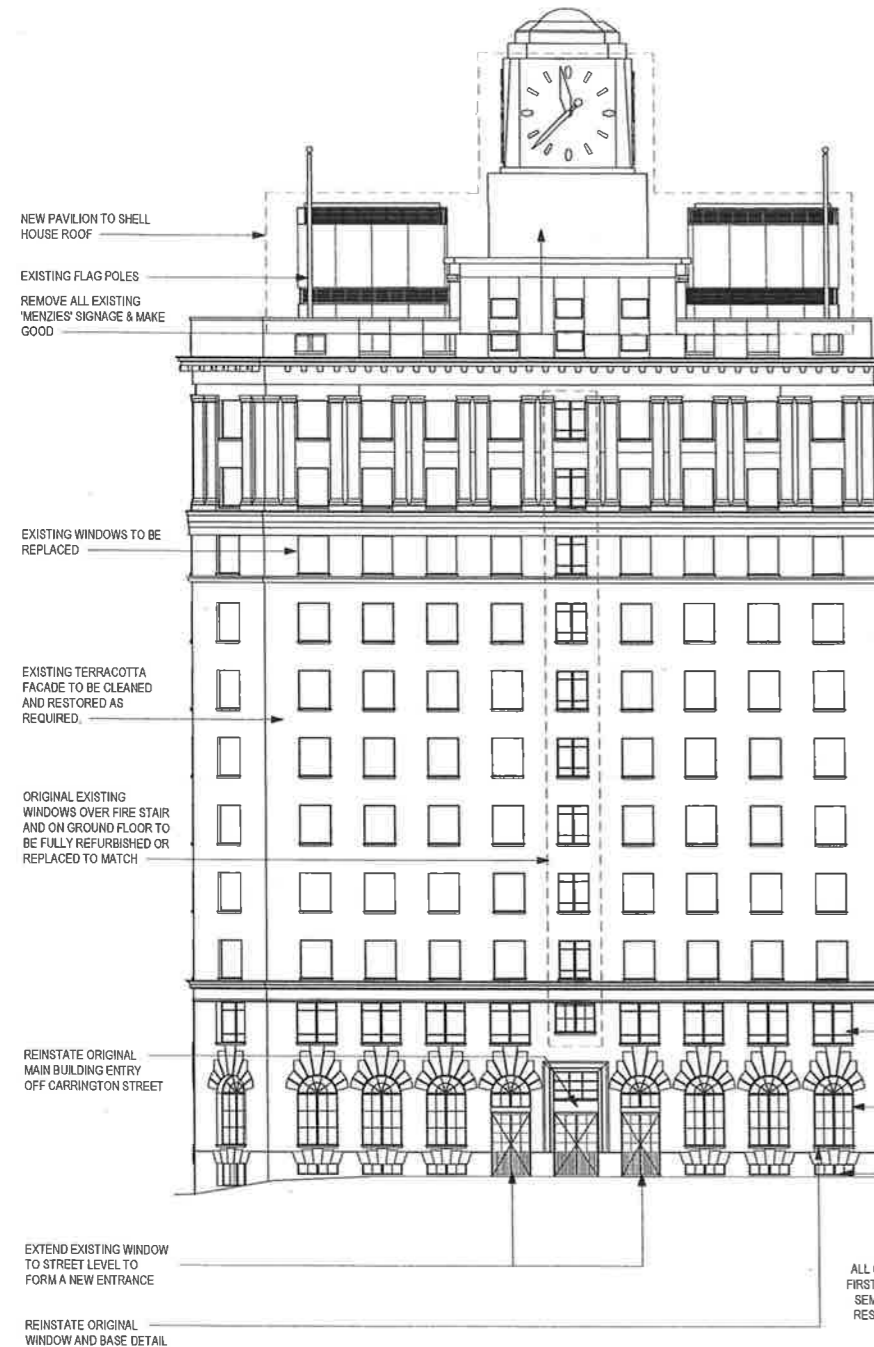 NEW PAVILION TO SHELL
HOUSE ROOF
EXISTING FLAG POLES
REMOVE ALL EXISTING
'MENZIES' SIGNAGE & MAKE
GOOD
EXISTING WINDOWS TO BE
REPLACED
EXISTING TERRACOTTA
FACADE TO BE CLEANED
AND RESTORED AS
REQUIRED.
ORIGINAL EXISTING
WINDOWS OVER FIRE STAIR
AND ON GROUND FLOOR TO
BE FULLY REFURBISHED OR
REPLACED TO MATCH
REINSTATE ORIGINAL
MAIN BUILDING ENTRY
OFF CARRINGTON STREET
EXTEND EXISTING WINDOW
TO STREET LEVEL TO
FORM A NEW ENTRANCE
REINSTATE ORIGINAL
WINDOW AND BASE DETAIL
ALL
FIRST
SEM
RES